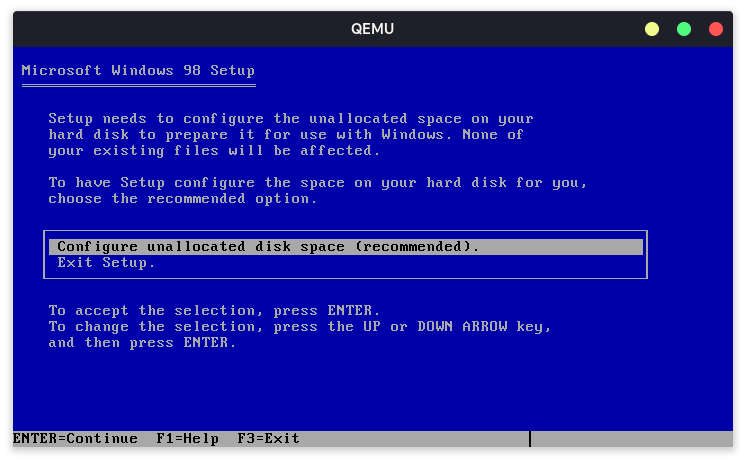 QEMU
Microsoft Windows 98 Setup
Setup needs to configure the unallocated space on your
hard disk to prepare it for use with Windows. None of
your existing files will be affected.
To have Setup configure the space on your hard disk for you,
choose the recommended option.
Configure unallocated disk space (recommended).
Exit Setup.
To accept the selection, press ENTER.
To change the selection, press the UP or DOWN ARROW key,
and then press ENTER.
ENTER=Continue  F1=Help  F3=Exit